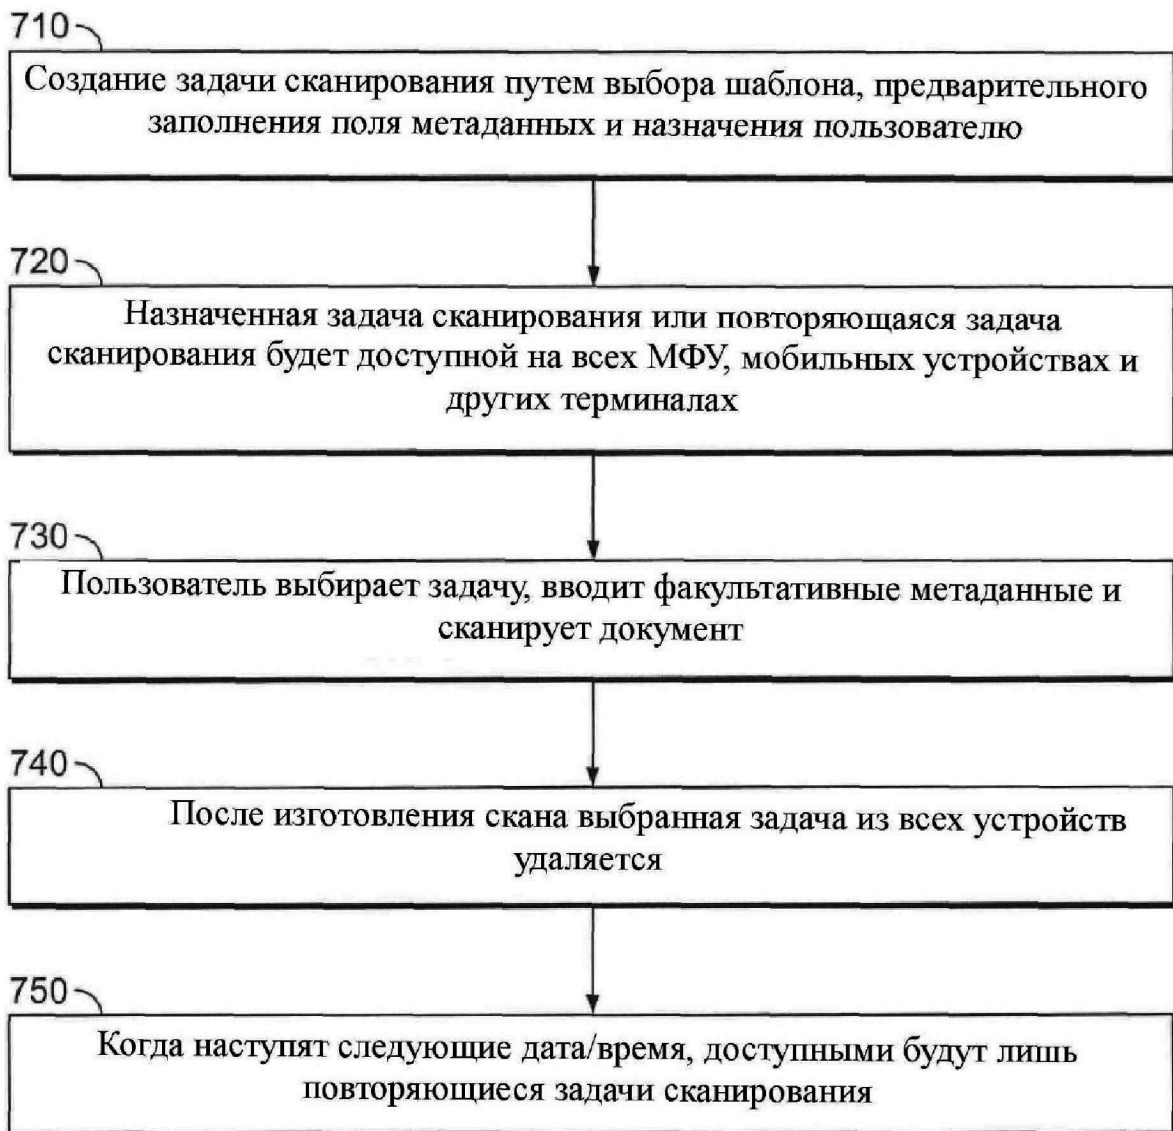 710
Создание задачи сканирования путем выбора шаблона, предварительного
заполнения поля метаданных и назначения пользователю
720
Назначенная задача сканирования или повторяющаяся задача
сканирования будет доступной на всех МФУ, мобильных устройствах и
других терминалах
730
Пользователь выбирает задачу, вводит факультативные метаданные и
сканирует документ
740
После изготовления скана выбранная задача из всех устройств
удаляется
750
Когда наступят следующие дата/время, доступными будут лишь
повторяющиеся задачи сканирования